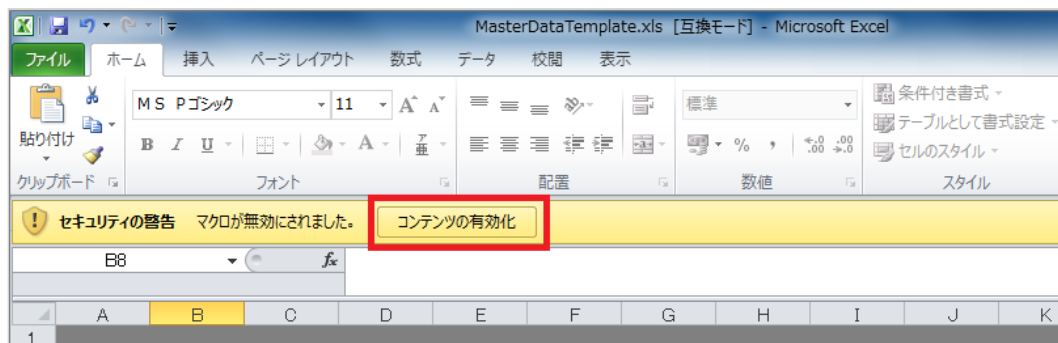 MasterDataTemplate.xls [互換モード] - Microsoft Excel
ファイル ホーム 挿入 ページ レイアウト 数式 データ 校閲 表示
貼り付け
ＭＳ Ｐゴシック 11 A A 標準
B I U A ア亜 % , .0 .00 .00 .0
条件付き書式
テーブルとして書式設定
セルのスタイル
クリップボード フォント 配置 数値 スタイル
セキュリティの警告 マクロが無効にされました。 コンテンツの有効化
B8 fx
A B C D E F G H I J K
1